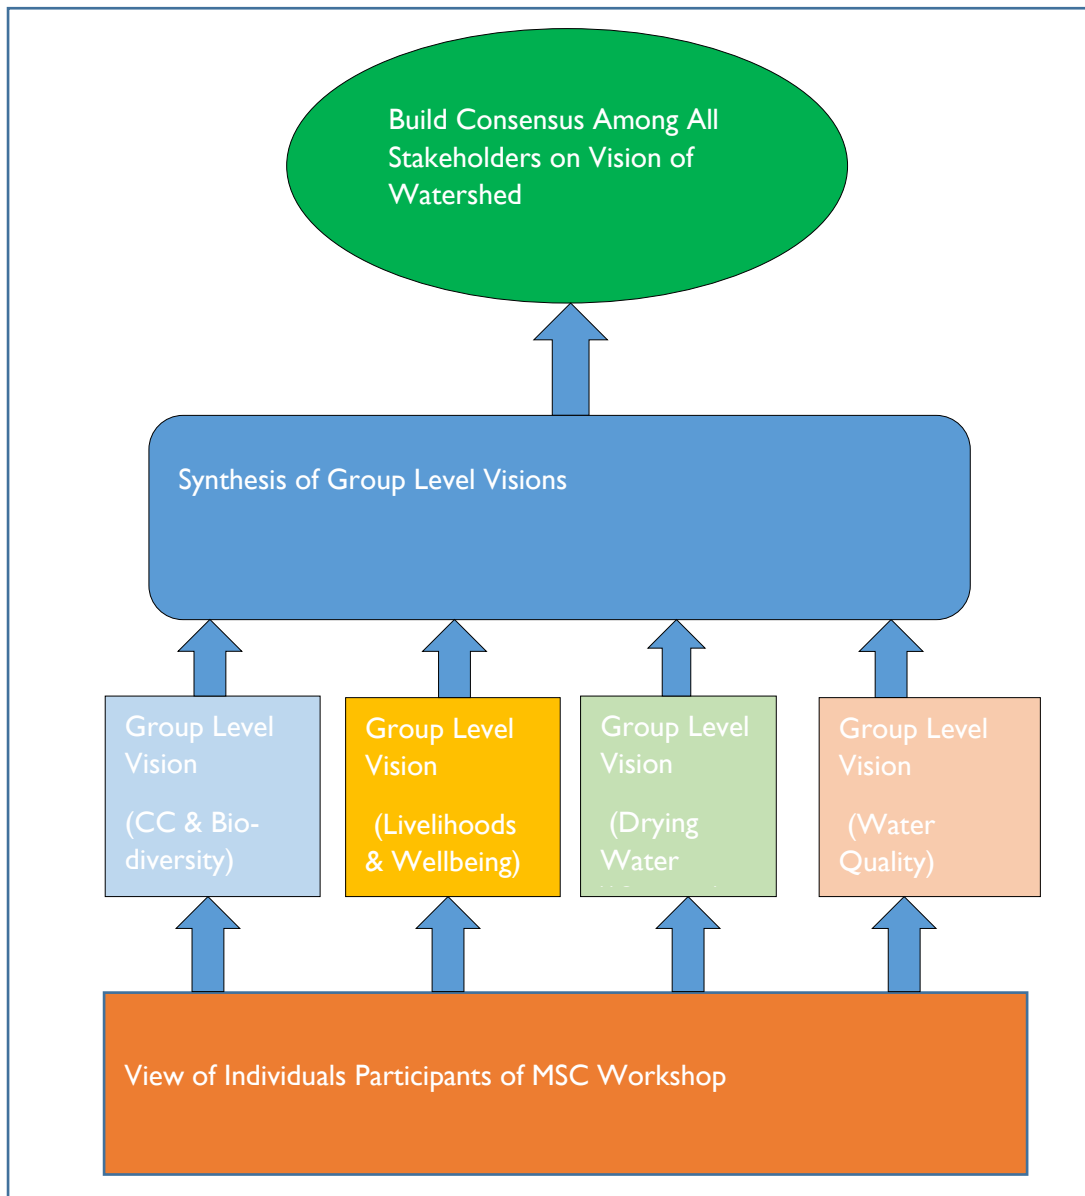 Build Consensus Among All
Stakeholders on Vision of
Watershed
Synthesis of Group Level Visions
Group Level
Vision
(CC & Bio-
diversity)
Group Level
Vision
(Livelihoods
& Wellbeing)
Group Level
Vision
(Drying
Water
Group Level
Vision
(Water
Quality)
View of Individuals Participants of MSC Workshop